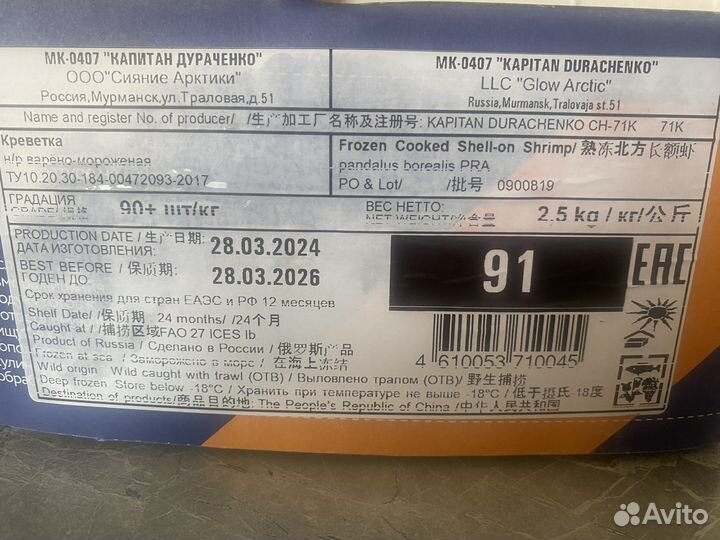 МК-0407 "КАПИТАН ДУРАЧЕНКО"
ООО"Сияние Арктики"
Россия,Мурманск,ул.Траловая,д.51
МК-0407 "KAPITAN DURACHENKO"
LLC "Glow Arctic"
Russia,Murmansk,Tralovaja st.51
Name and register No. of producer/ /生产加工厂名称及注册号: KAPITAN DURACHENKO CH-71K 71K
Креветка
н/р варёно-мороженая
ТУ10.20.30-184-00472093-2017
Frozen Cooked Shell-on Shrimp/ 熟冻北方长额虾
pandalus borealis PRA
PO & Lot/ /批号 0900819
ГРАДАЦИЯ
90+ шт/кг
ВЕС НЕТТО:
NET WEIGHT/净含量 2.5 kg / кг/公斤
PRODUCTION DATE / 生产日期:
ДАТА ИЗГОТОВЛЕНИЯ: 28.03.2024
BEST BEFORE / 保质期:
ГОДЕН ДО 28.03.2026
Срок хранения для стран ЕАЭС и РФ 12 месяцев
Shelf Date/ /保质期/ 24 months/ /24个月
Caught at/ / 捕捞区域FAO 27 ICES Ib
Product of Russia / Сделано в России / 俄罗斯产品
Frozen at sea / Заморожено в море / 在海上冻结
Wild origin Wild caught with trawl (OTB) / Выловлено тралом (OTB)/ 野生捕捞
Deep frozen Store below -18°C / Хранить при температуре не выше -18°C / 低于摄氏-18度
Destination of products/商品目的地: The People's Republic of China /中华人民共和国
91
EAC
4 610053 710045
Avito